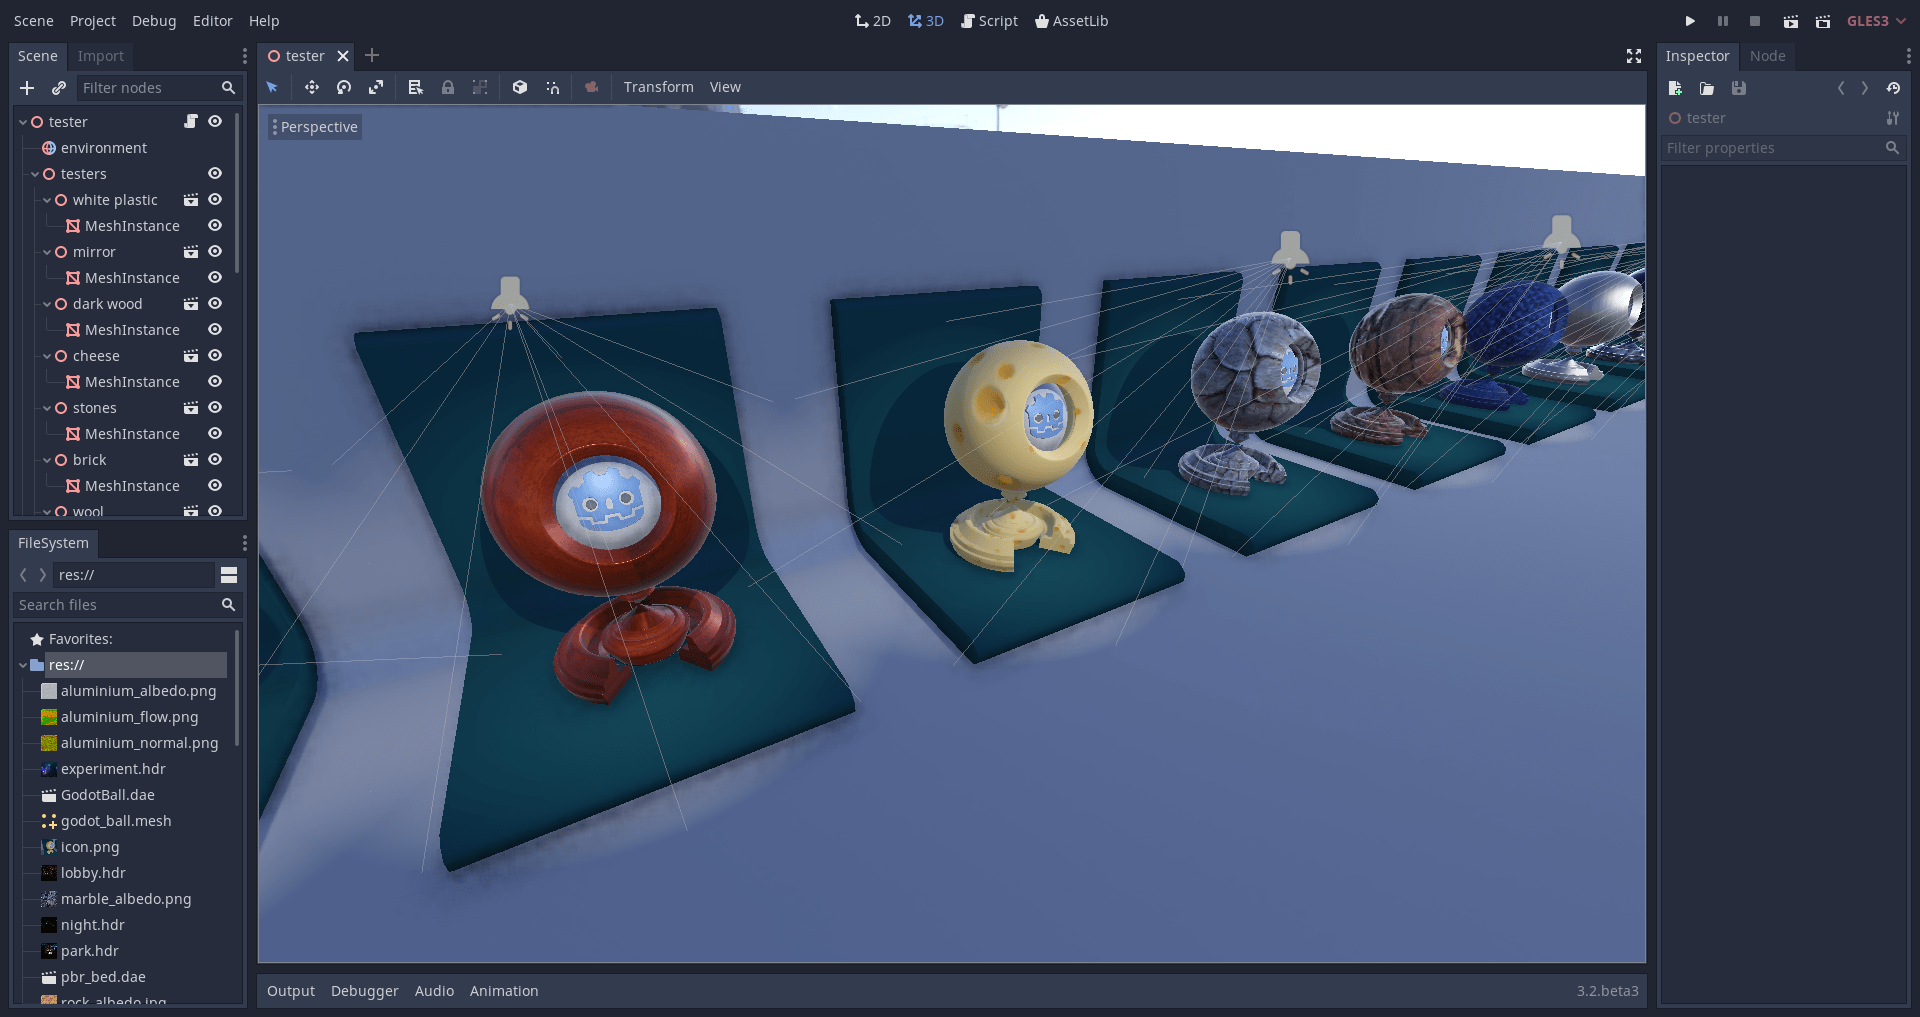 Scene Project Debug Editor Help
2D 3D Script AssetLib
GLES3
Scene Import
Filter nodes
tester
environment
testers
white plastic
MeshInstance
mirror
MeshInstance
dark wood
MeshInstance
cheese
MeshInstance
stones
MeshInstance
brick
MeshInstance
wool
FileSystem
res://
Search files
Favorites:
res://
aluminium_albedo.png
aluminium_flow.png
aluminium_normal.png
experiment.hdr
GodotBall.dae
godot_ball.mesh
icon.png
lobby.hdr
marble_albedo.png
night.hdr
park.hdr
pbr_bed.dae
rock_albedo.jpg
tester
Transform View
Perspective
Output Debugger Audio Animation
3.2.beta3
Inspector Node
tester
Filter properties